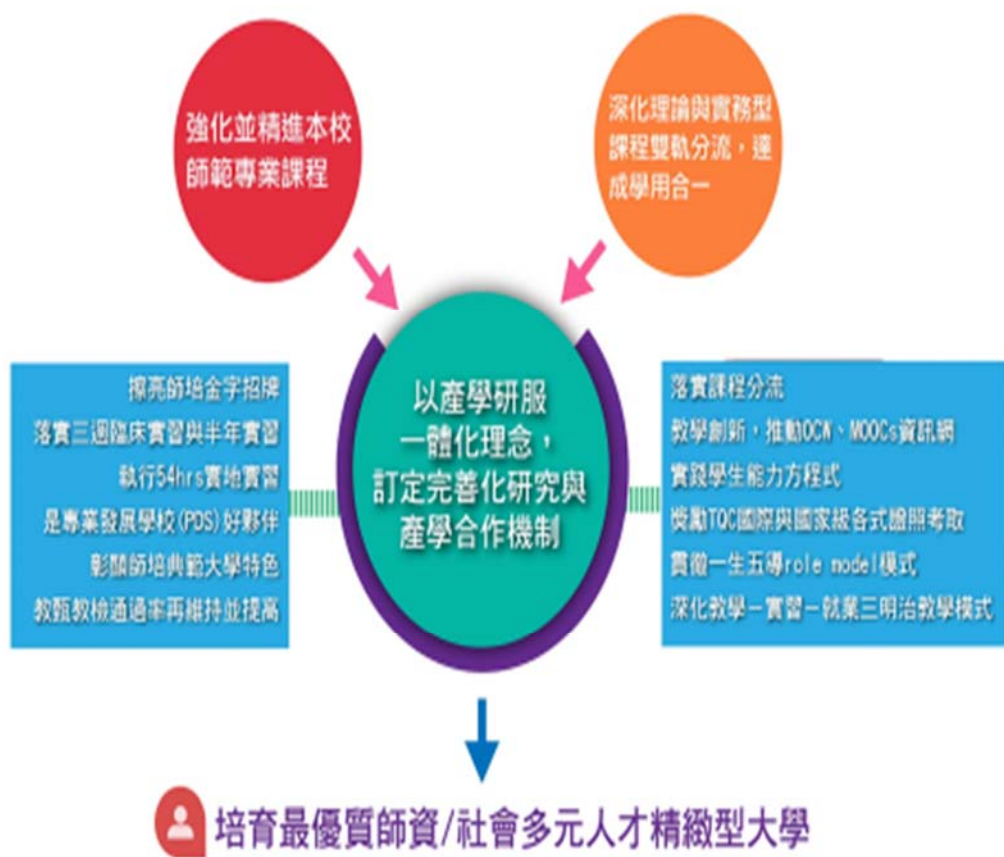 強化並精進本校
師範專業課程
深化理論與實務型
課程雙軌分流，達
成學用合一
以產學研服
一體化理念，
訂定完善化研究與
產學合作機制
擦亮師培金字招牌
落實三週臨床實習與半年實習
執行54hrs實地實習
是專業發展學校(PDS)好夥伴
彰顯師培典範大學特色
教甄教檢通過率再維持並提高
落實課程分流
教學創新，推動OCW、MOOCs資訊網
實踐學生能力方程式
獎勵TQC國際與國家級各式證照考取
貫徹一生五導role model模式
深化教學－實習－就業三明治教學模式
培育最優質師資/社會多元人才精緻型大學